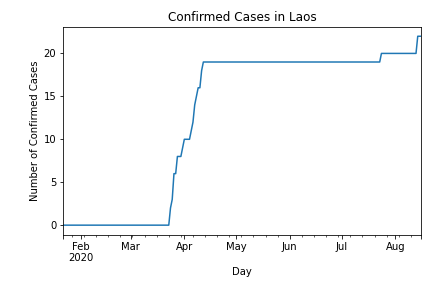 Confirmed Cases in Laos
Number of Confirmed Cases
20
15
10
5
0
Feb Mar Apr May Jun Jul Aug
2020
Day